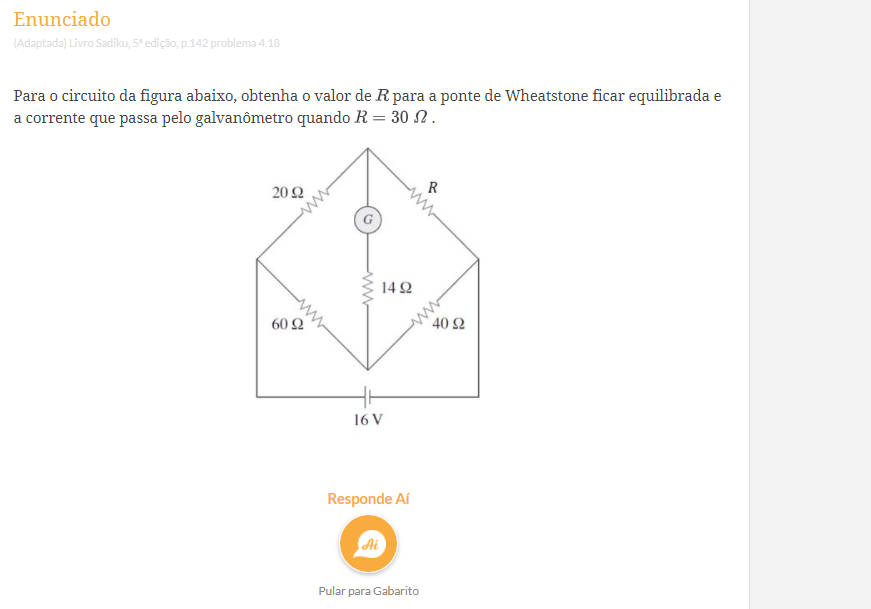 Enunciado
(Adaptada) Livro Sadiku, 5ª edição, p.142 problema 4.18
Para o circuito da figura abaixo, obtenha o valor de R para a ponte de Wheatstone ficar equilibrada e
a corrente que passa pelo galvanômetro quando R = 30 Ω .
20 Ω
R
G
14 Ω
60 Ω
40 Ω
16 V
Responde Aí
Ai
Pular para Gabarito